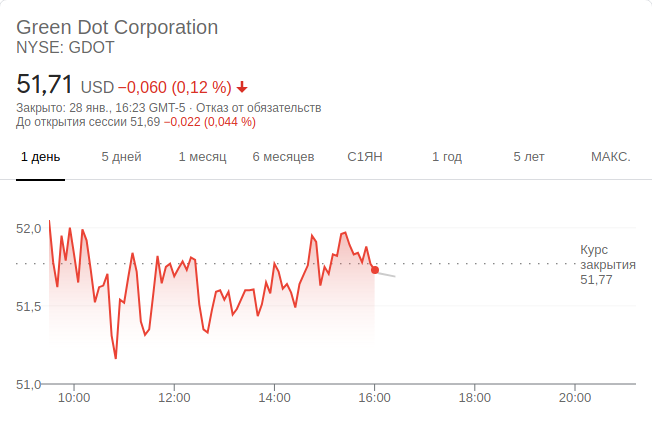 Green Dot Corporation
NYSE: GDOT
51,71 USD −0,060 (0,12 %)
Закрыто: 28 янв., 16:23 GMT-5 · Отказ от обязательств
До открытия сессии 51,69 −0,022 (0,044 %)
1 день 5 дней 1 месяц 6 месяцев С1ЯН 1 год 5 лет МАКС.
52,0
Курс
закрытия
51,77
51,5
51,0
10:00 12:00 14:00 16:00 18:00 20:00